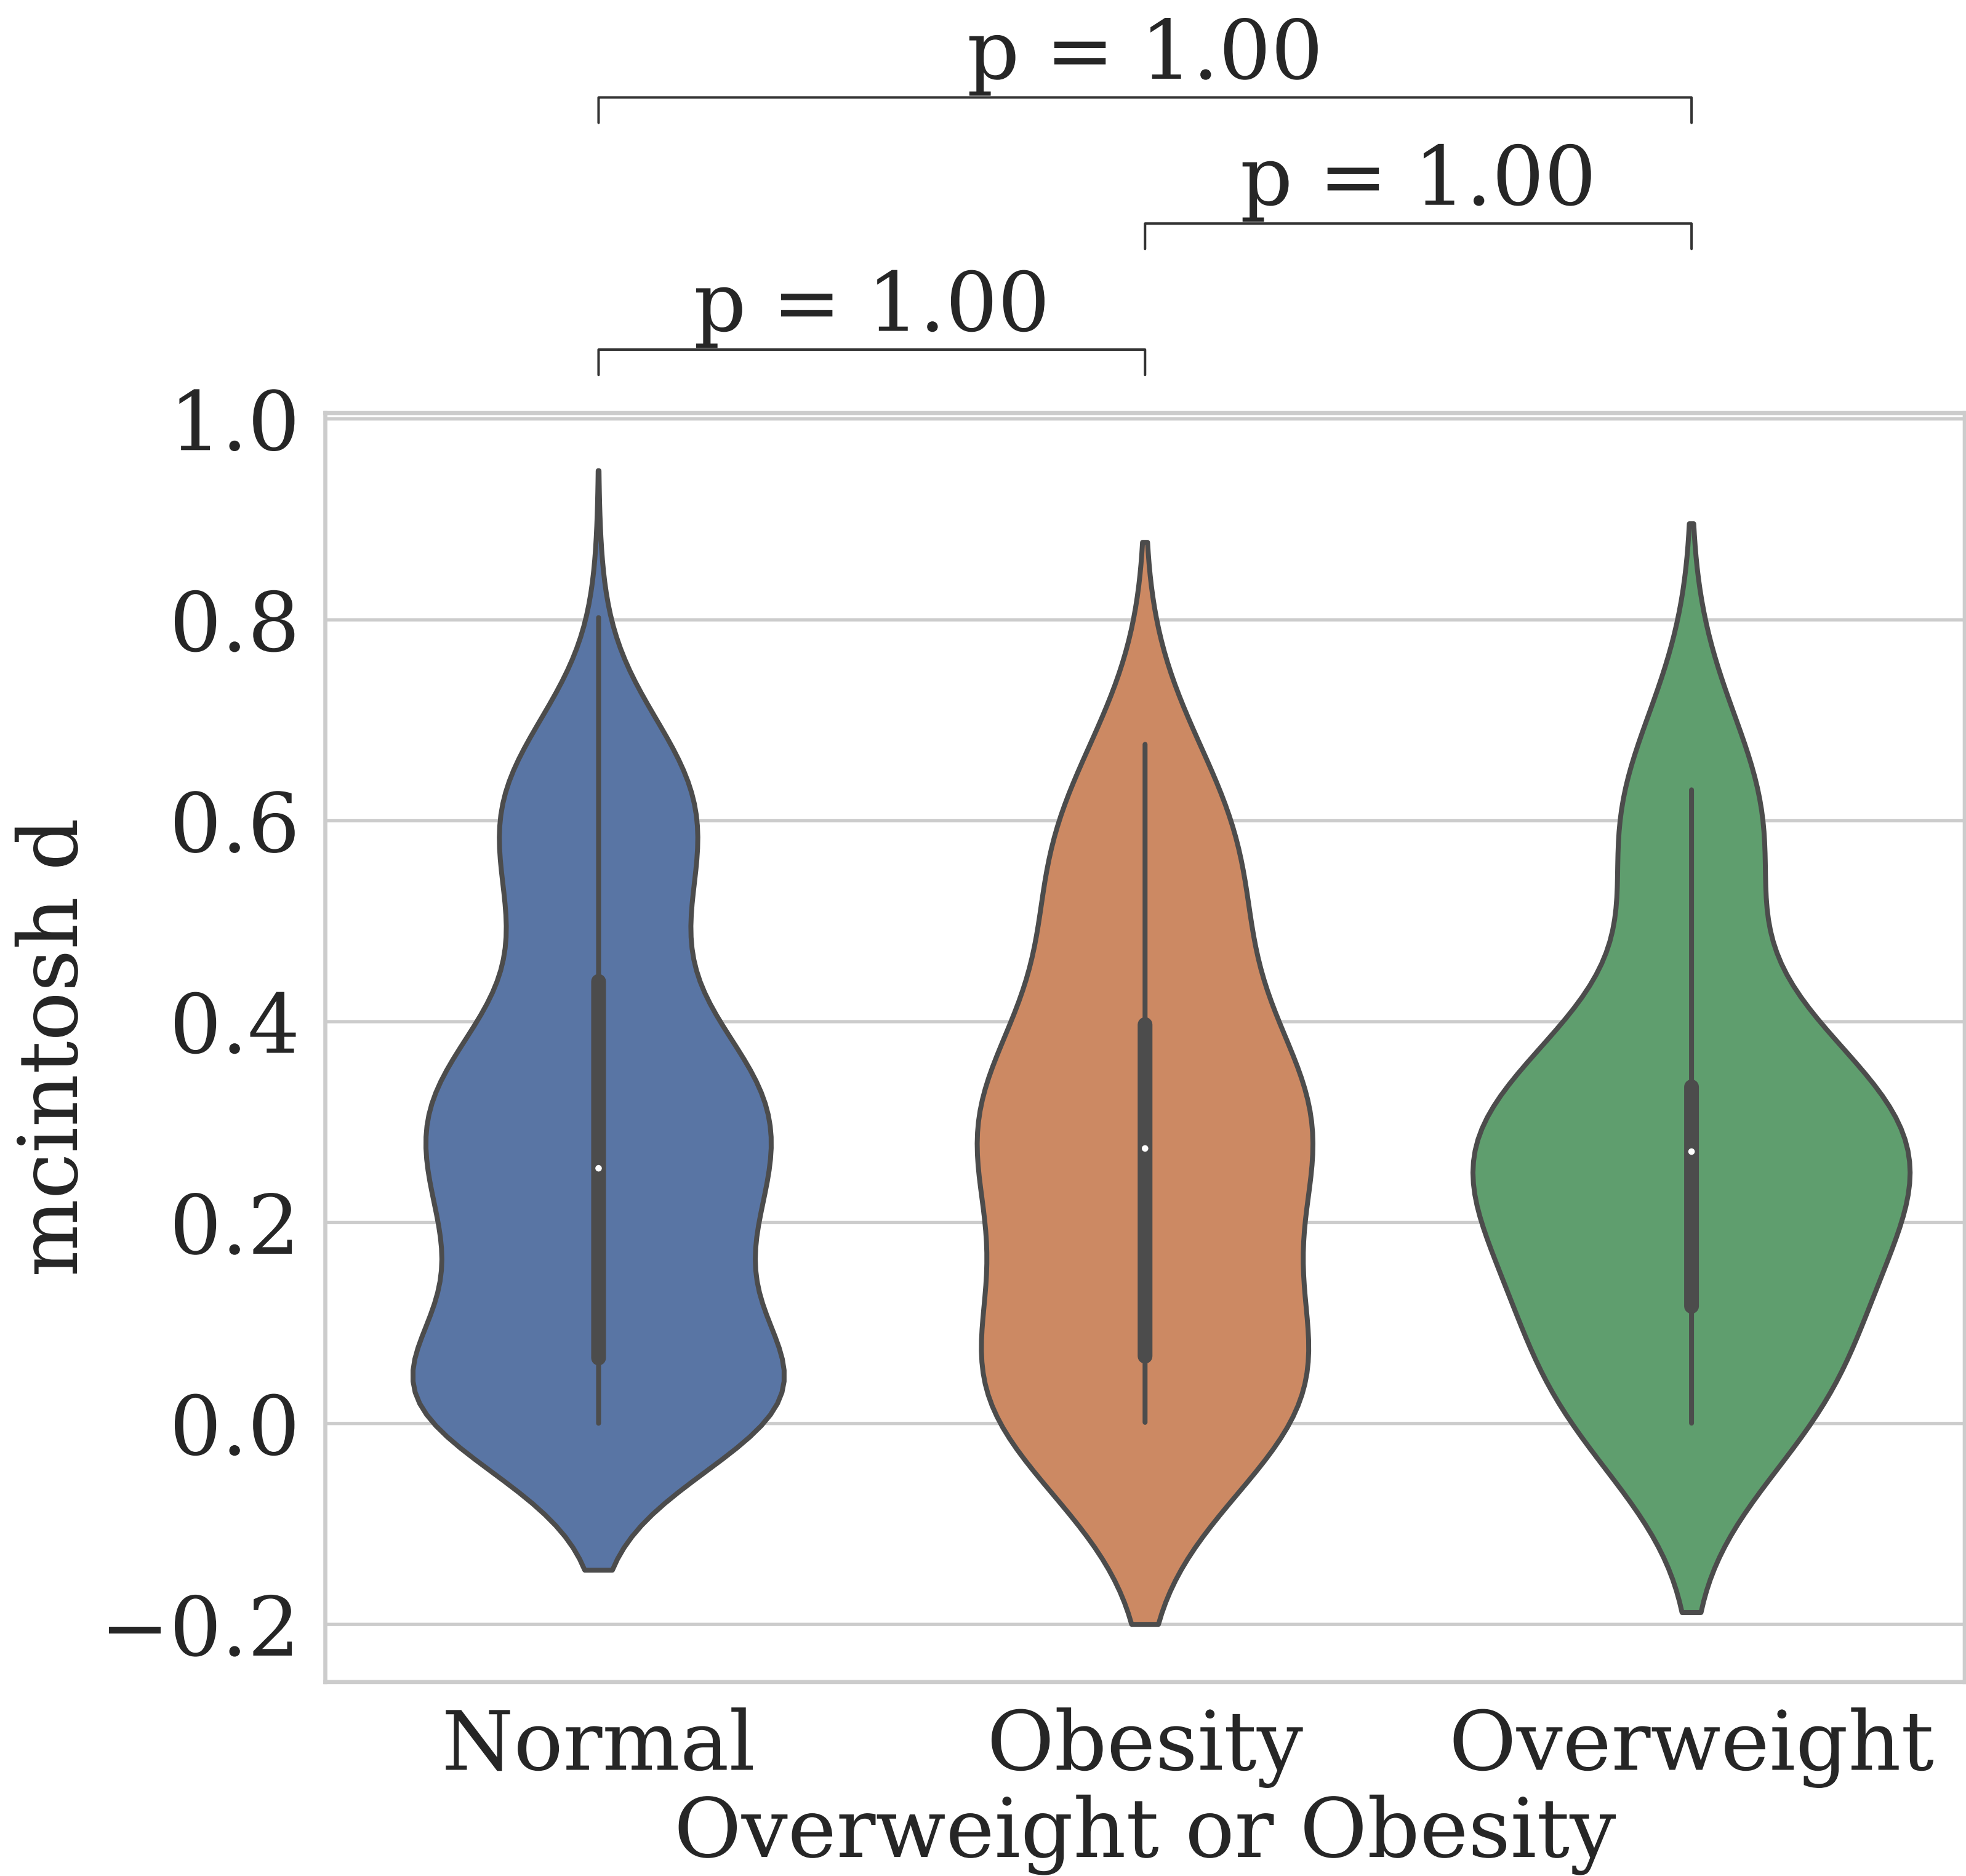 p = 1.00
p = 1.00
p = 1.00
1.0
0.8
0.6
0.4
0.2
0.0
−0.2
mcintosh d
Normal Obesity Overweight
Overweight or Obesity